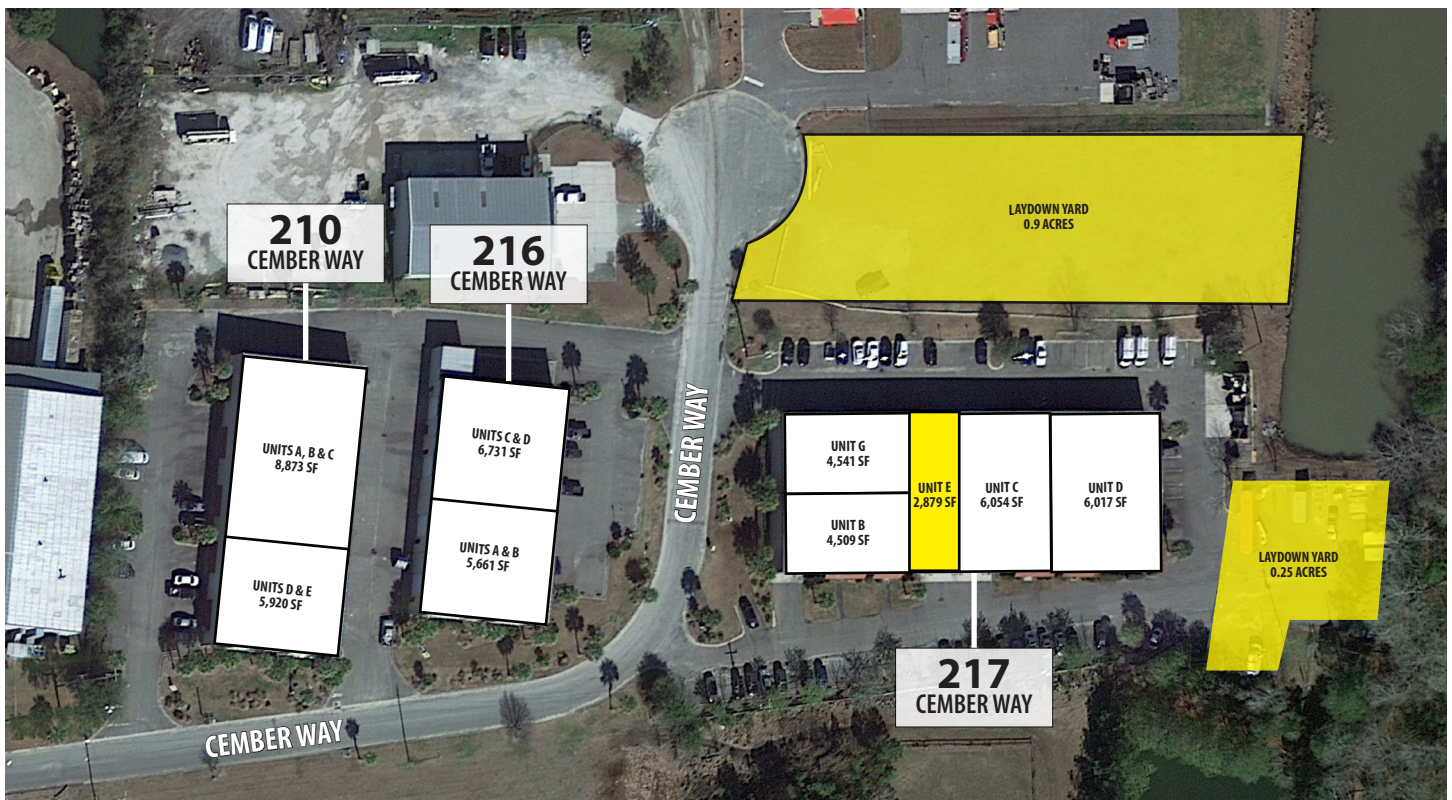 LAYDOWN YARD
0.9 ACRES
210
CEMBER WAY
216
CEMBER WAY
UNITS A, B & C
8,873 SF
UNITS D & E
5,920 SF
UNITS C & D
6,731 SF
UNITS A & B
5,661 SF
CEMBER WAY
UNIT G
4,541 SF
UNIT B
4,509 SF
UNIT E
2,879 SF
UNIT C
6,054 SF
UNIT D
6,017 SF
LAYDOWN YARD
0.25 ACRES
217
CEMBER WAY
CEMBER WAY